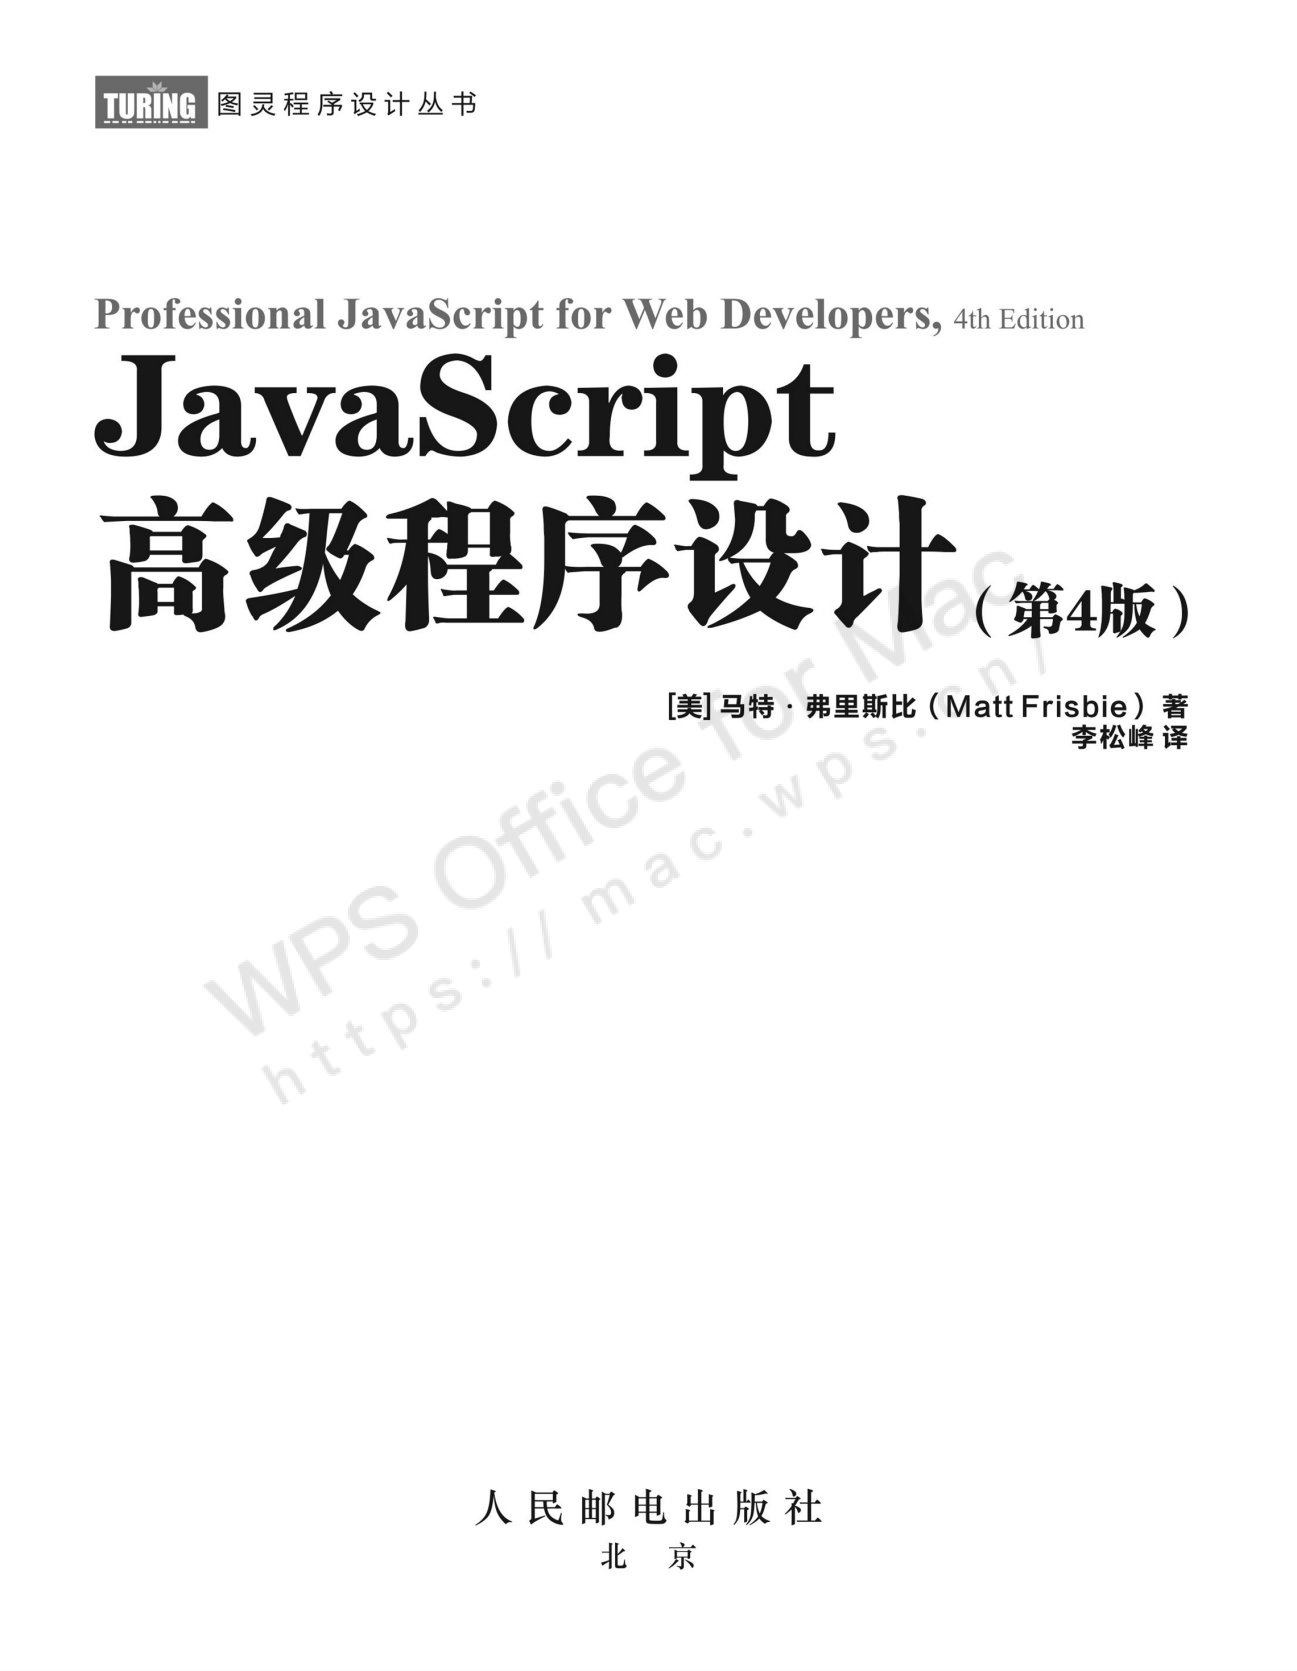 TURING 图灵程序设计丛书
Professional JavaScript for Web Developers, 4th Edition
JavaScript
高级程序设计（第4版）
[美] 马特·弗里斯比（Matt Frisbie）著
李松峰 译
WPS Office for Mac
https://mac.wps.cn/
人民邮电出版社
北 京